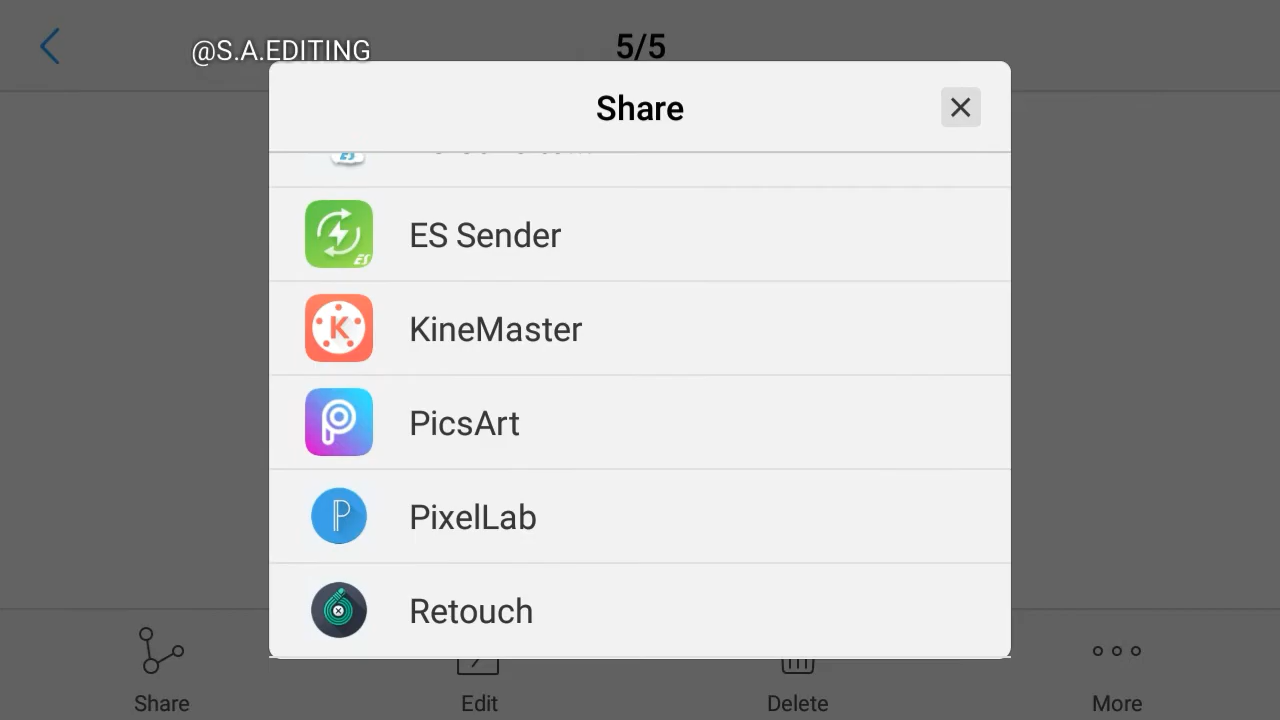 @S.A.EDITING
5/5
Share
ES Sender
KineMaster
PicsArt
PixelLab
Retouch
Share
Edit
Delete
More